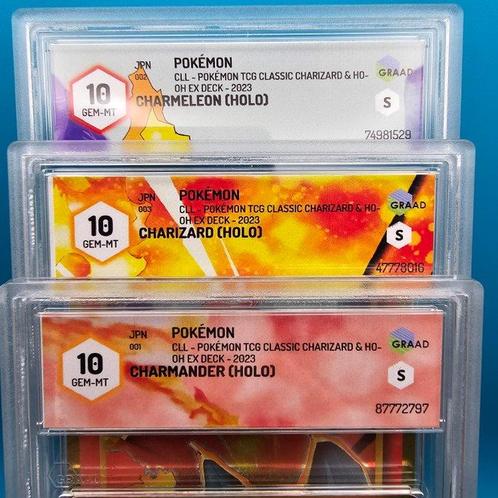 10
GEM-MT
JPN
002
POKÉMON
CLL - POKÉMON TCG CLASSIC CHARIZARD & HO-
OH EX DECK - 2023
CHARMELEON (HOLO)
GRAAD
S
74981529
10
GEM-MT
JPN
003
POKÉMON
CLL - POKÉMON TCG CLASSIC CHARIZARD & HO-
OH EX DECK - 2023
CHARIZARD (HOLO)
GRAAD
S
47778016
10
GEM-MT
JPN
001
POKÉMON
CLL - POKÉMON TCG CLASSIC CHARIZARD & HO-
OH EX DECK - 2023
CHARMANDER (HOLO)
GRAAD
S
87772797